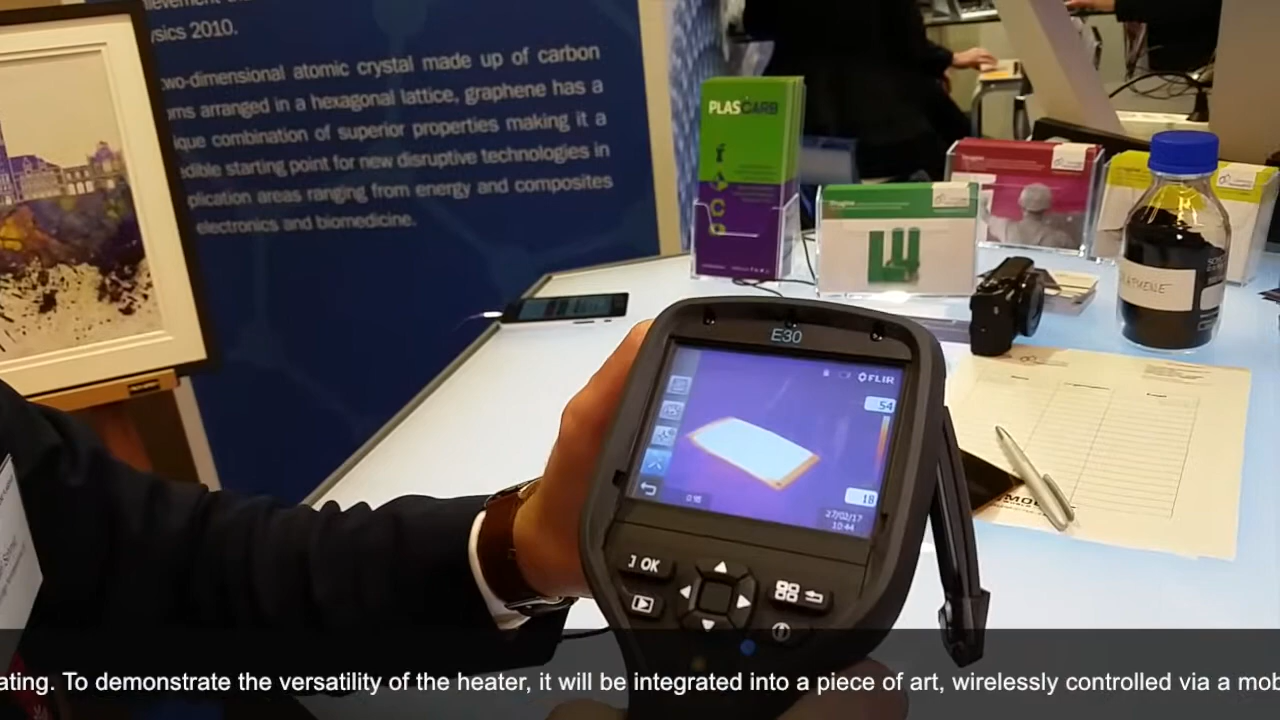 sics 2010.
wo-dimensional atomic crystal made up of carbon
ms arranged in a hexagonal lattice, graphene has a
ique combination of superior properties making it a
edible starting point for new disruptive technologies in
plication areas ranging from energy and composites
electronics and biomedicine.
PLASCARB
E30
FLIR
54
18
27/02/17
10:44
OK
ating. To demonstrate the versatility of the heater, it will be integrated into a piece of art, wirelessly controlled via a mob